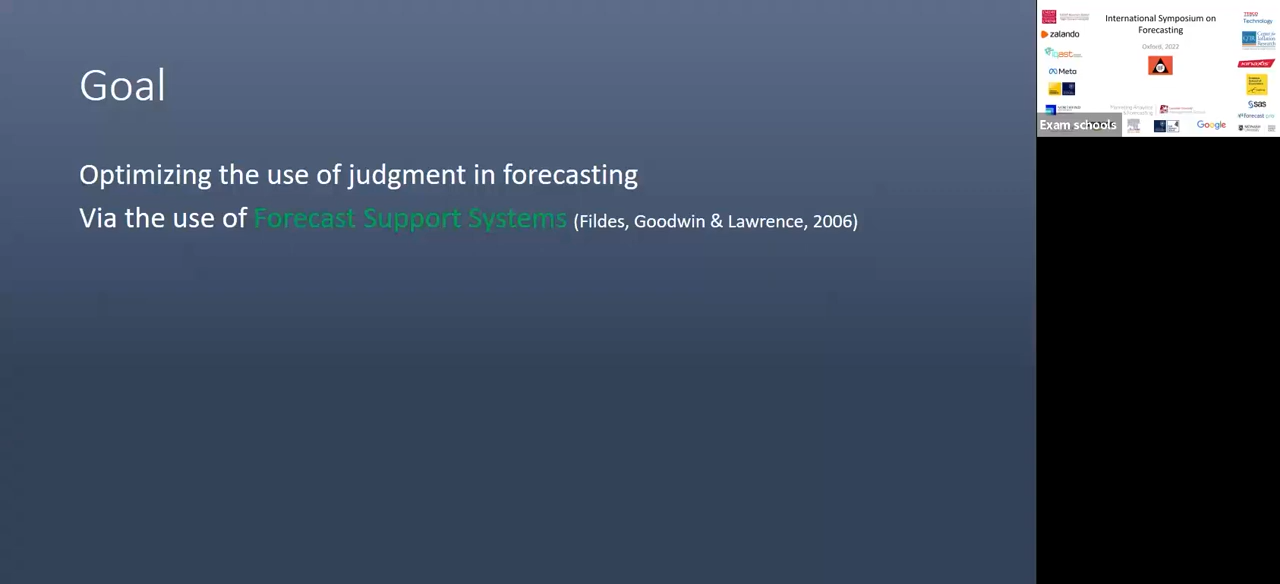 Goal
Optimizing the use of judgment in forecasting
Via the use of Forecast Support Systems (Fildes, Goodwin & Lawrence, 2006)
International Symposium on
Forecasting
Oxford, 2022
zalando
Meta
Technology
sas
Google
Exam schools